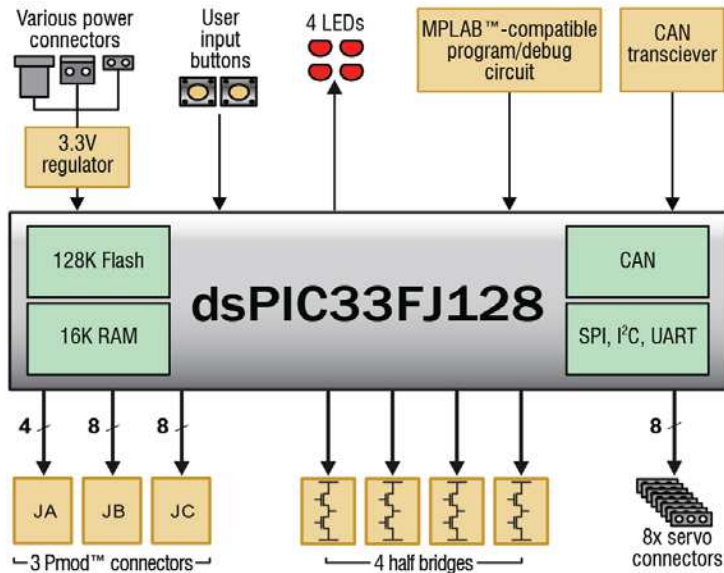 Various power
connectors
User
input
buttons
4 LEDs
MPLAB™-compatible
program/debug
circuit
CAN
transciever
3.3V
regulator
128K Flash
16K RAM
dsPIC33FJ128
CAN
SPI, I²C, UART
4
8
8
8
JA
JB
JC
3 Pmod™ connectors
4 half bridges
8x servo
connectors